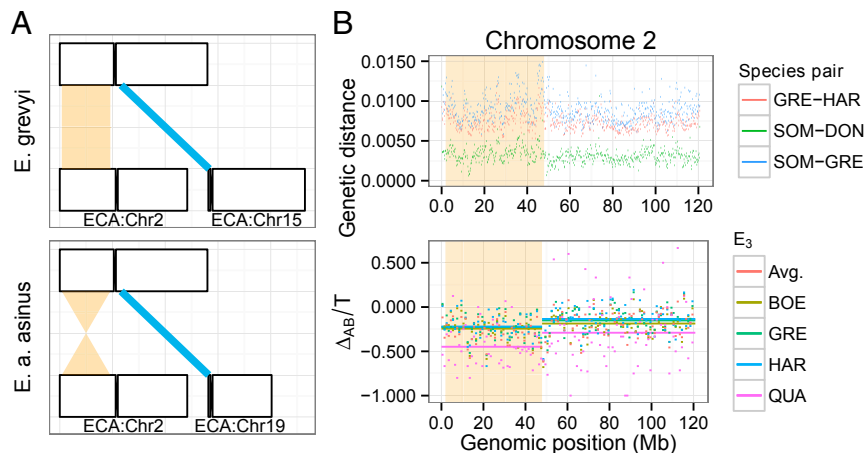 A
E. grevyi
ECA:Chr2
ECA:Chr15
E. a. asinus
ECA:Chr2
ECA:Chr19
B
Chromosome 2
Genetic distance
0.0150
0.0100
0.0050
0.0000
0.0 20 40 60 80 100 120
Species pair
GRE−HAR
SOM−DON
SOM−GRE
Δ_AB/T
0.500
0.000
−0.500
−1.000
0.0 20 40 60 80 100 120
Genomic position (Mb)
E₃
Avg.
BOE
GRE
HAR
QUA